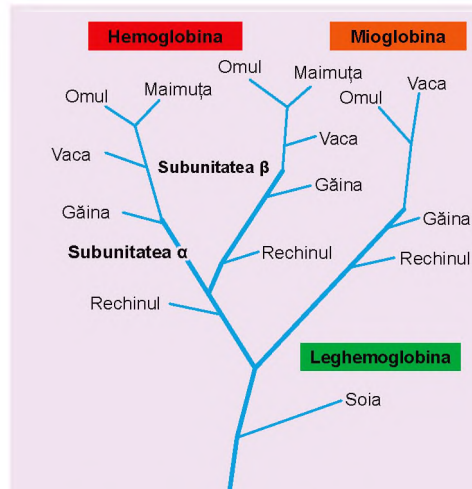 Hemoglobina
Mioglobina
Omul
Maimuța
Vaca
Găina
Subunitatea α
Rechinul
Omul
Maimuța
Vaca
Subunitatea β
Găina
Rechinul
Vaca
Omul
Găina
Rechinul
Leghemoglobina
Soia